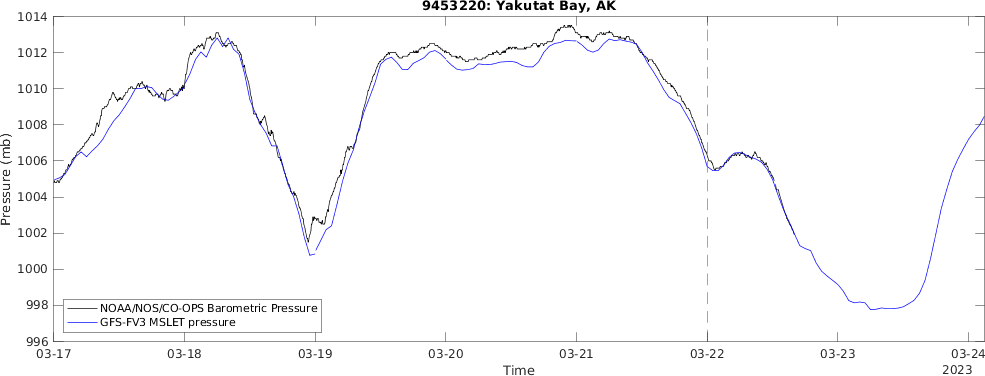 9453220: Yakutat Bay, AK
1014
1012
1010
1008
1006
1004
1002
1000
998
996
Pressure (mb)
NOAA/NOS/CO-OPS Barometric Pressure
GFS-FV3 MSLET pressure
03-17 03-18 03-19 03-20 03-21 03-22 03-23 03-24
Time
2023